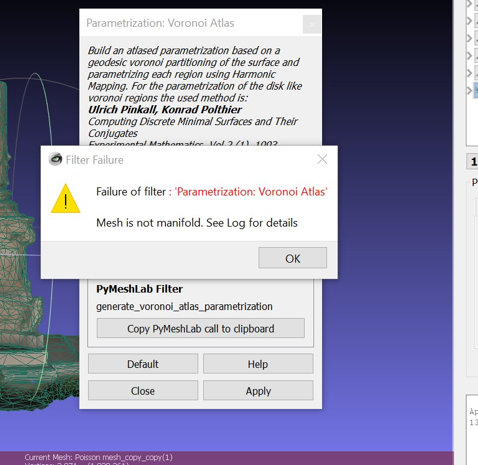 Parametrization: Voronoi Atlas
Build an atlased parametrization based on a
geodesic voronoi partitioning of the surface and
parametrizing each region using Harmonic
Mapping. For the parametrization of the disk like
voronoi regions the used method is:
Ulrich Pinkall, Konrad Polthier
Computing Discrete Minimal Surfaces and Their
Conjugates
Experimental Mathematics, Vol 2 (1), 1993
Filter Failure
Failure of filter : 'Parametrization: Voronoi Atlas'
Mesh is not manifold. See Log for details
OK
PyMeshLab Filter
generate_voronoi_atlas_parametrization
Copy PyMeshLab call to clipboard
Default
Help
Close
Apply
Current Mesh: Poisson mesh_copy_copy(1)
1
P
Ap
13